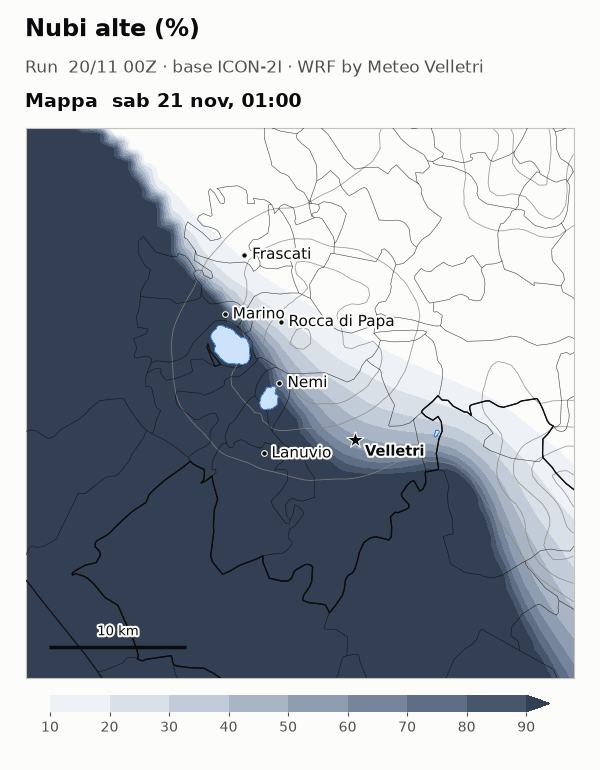 Nubi alte (%)
Run  20/11 00Z · base ICON-2I · WRF by Meteo Velletri
Mappa  sab 21 nov, 01:00
Frascati
Marino
Rocca di Papa
Nemi
Velletri
Lanuvio
10 km
10 20 30 40 50 60 70 80 90